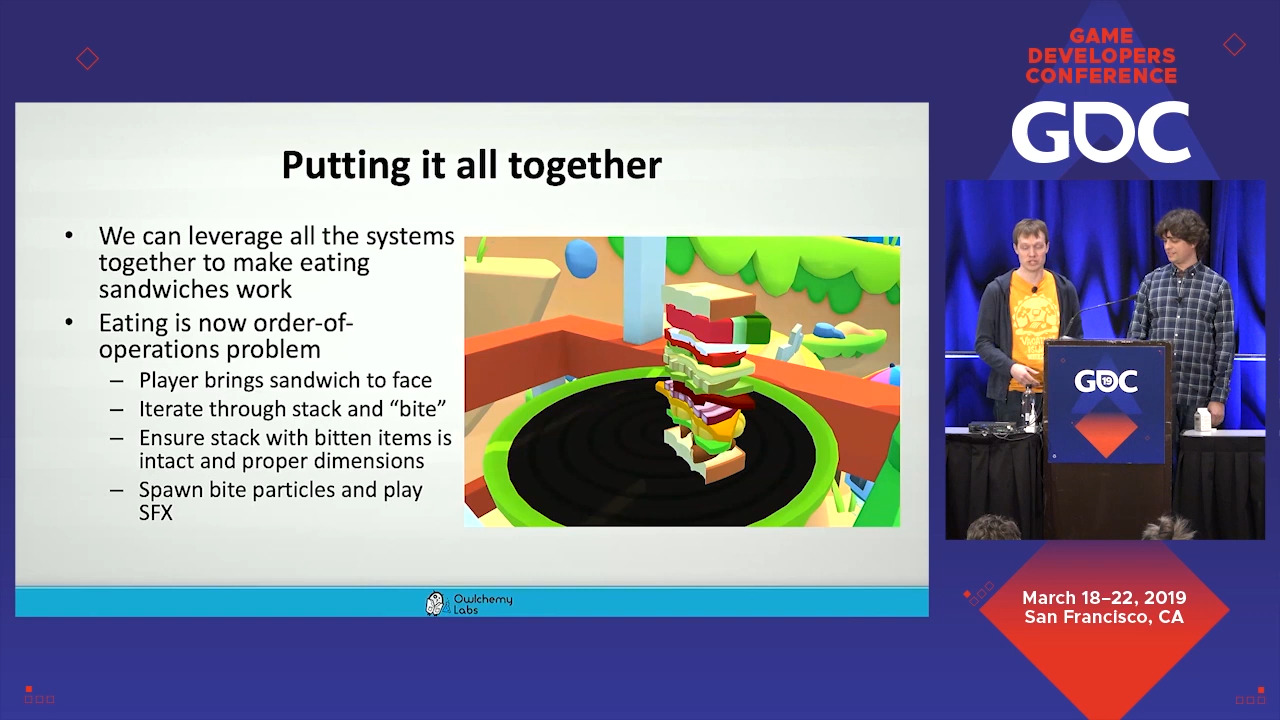 GAME
DEVELOPERS
CONFERENCE
GDC
Putting it all together
• We can leverage all the systems
together to make eating
sandwiches work
• Eating is now order-of-
operations problem
– Player brings sandwich to face
– Iterate through stack and “bite”
– Ensure stack with bitten items is
intact and proper dimensions
– Spawn bite particles and play
SFX
Owlchemy
Labs
GDC
19
March 18–22, 2019
San Francisco, CA